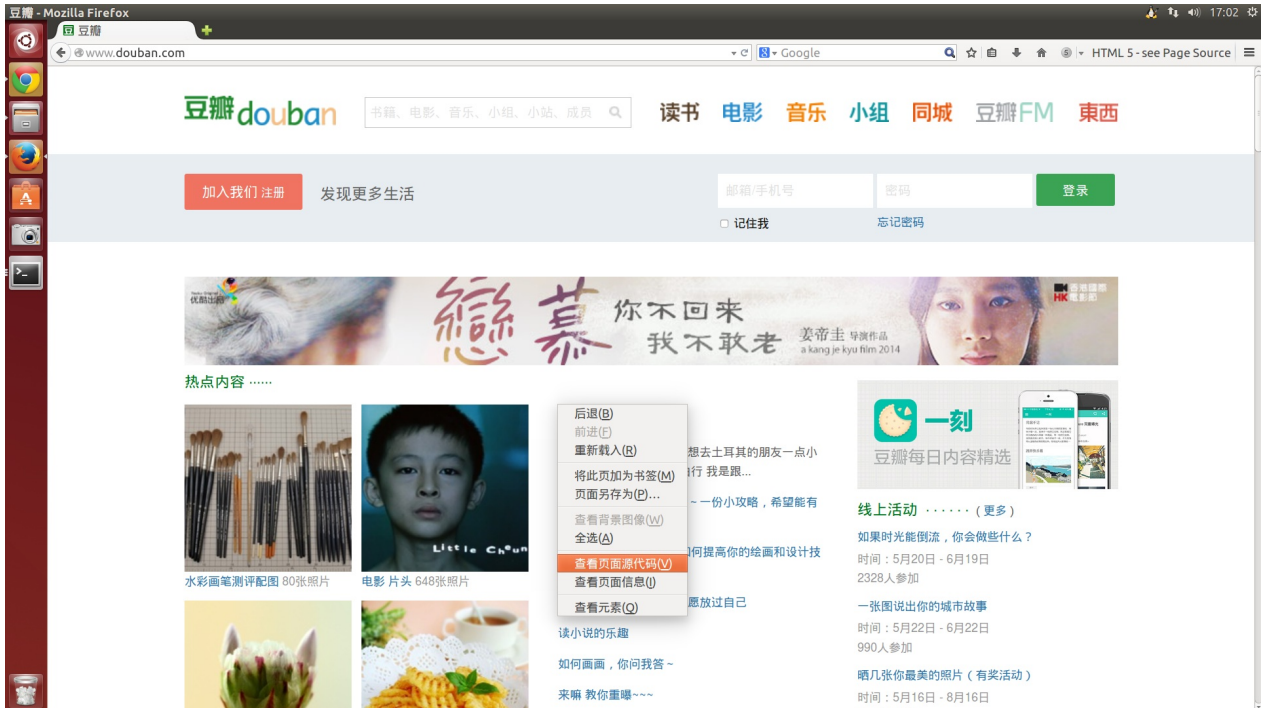 豆瓣 - Mozilla Firefox
17:02
豆 豆瓣
www.douban.com
Google
HTML 5 - see Page Source
豆瓣douban
书籍、电影、音乐、小组、小站、成员
读书 电影 音乐 小组 同城 豆瓣FM 東西
加入我们 注册
发现更多生活
邮箱/手机号
密码
登录
记住我
忘记密码
优酷出品
戀慕
你不回来
我不敢老
姜帝圭 导演作品
a kang je kyu film 2014
HK
热点内容 ······
Little Cheun
水彩画笔测评配图 80张照片
电影 片头 648张照片
后退(B)
前进(F)
重新载入(R)
将此页加为书签(M)
页面另存为(P)...
查看背景图像(W)
全选(A)
查看页面源代码(V)
查看页面信息(I)
查看元素(Q)
想去土耳其的朋友一点小
行 我是跟...
~ 一份小攻略，希望能有
何提高你的绘画和设计技
愿放过自己
读小说的乐趣
如何画画，你问我答 ~
来嘛 教你重曝~~~
一刻
豆瓣每日内容精选
线上活动 · · · · · · ( 更多 )
如果时光能倒流，你会做些什么？
时间：5月20日 - 6月19日
2328人参加
一张图说出你的城市故事
时间：5月22日 - 6月22日
990人参加
晒几张你最美的照片（有奖活动）
时间：5月16日 - 8月16日